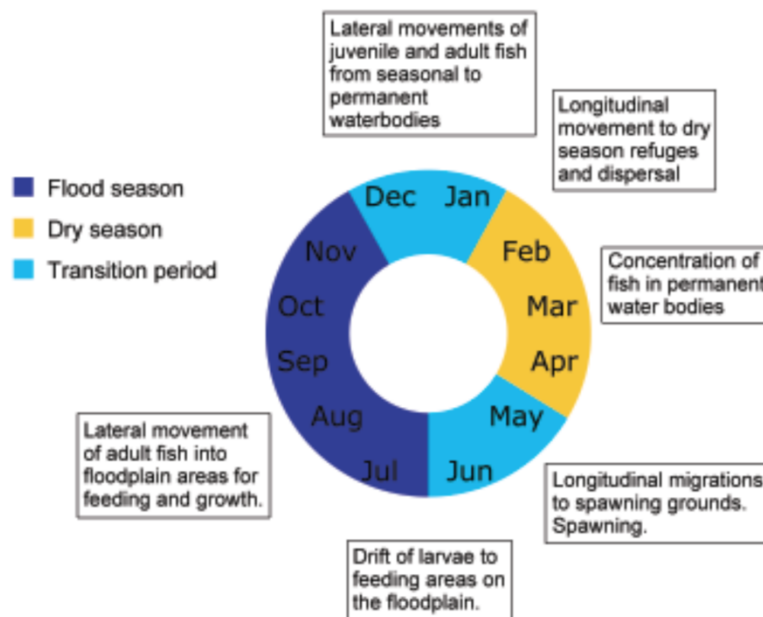 Lateral movements of
juvenile and adult fish
from seasonal to
permanent
waterbodies
Longitudinal
movement to dry
season refuges
and dispersal
Flood season
Dry season
Transition period
Dec
Jan
Feb
Mar
Apr
May
Jun
Jul
Aug
Sep
Oct
Nov
Concentration of
fish in permanent
water bodies
Longitudinal migrations
to spawning grounds.
Spawning.
Drift of larvae to
feeding areas on
the floodplain.
Lateral movement
of adult fish into
floodplain areas for
feeding and growth.